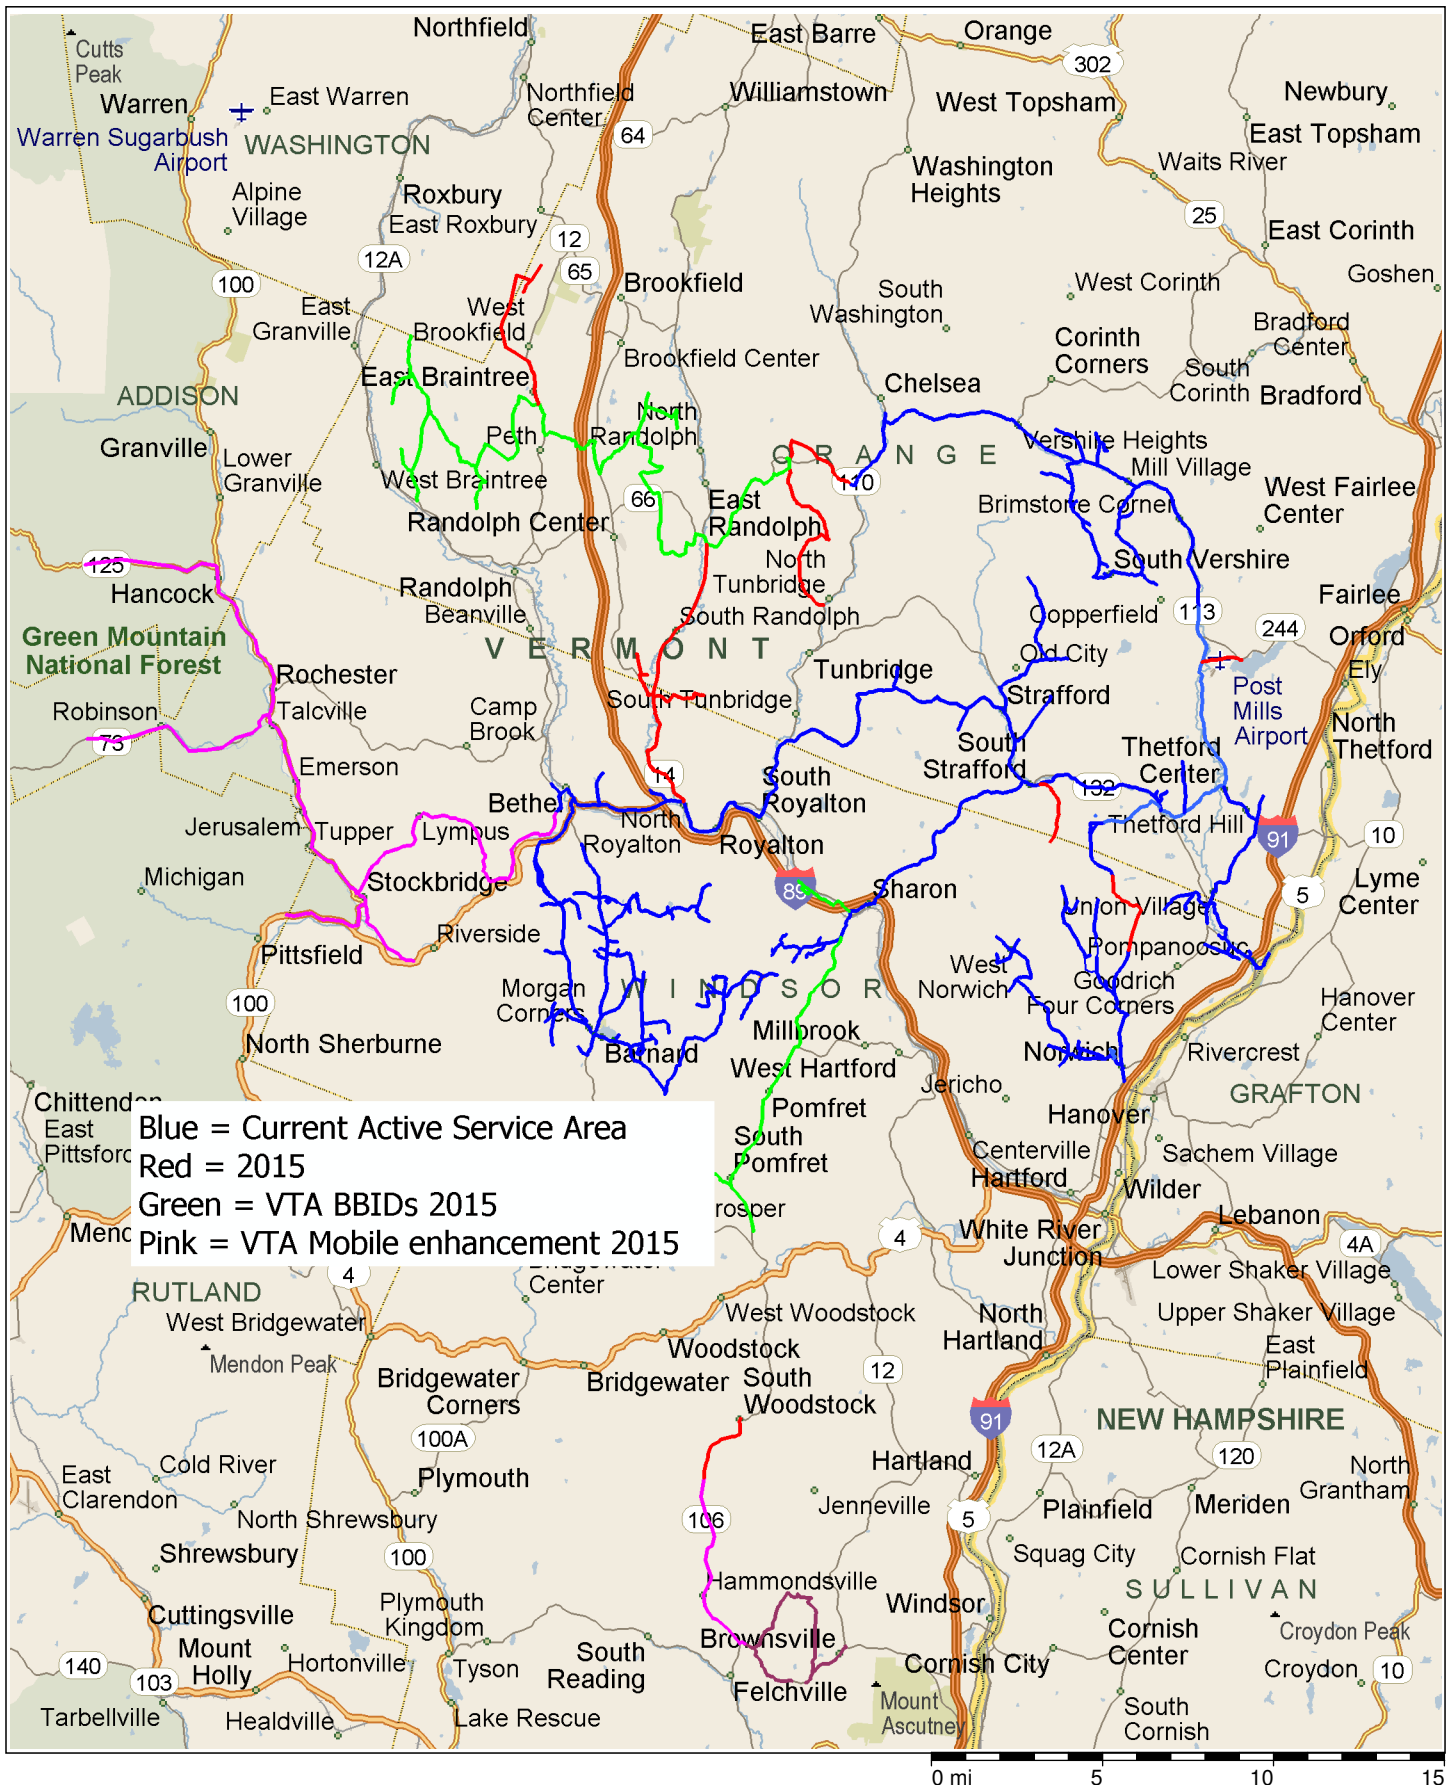 Northfield
East Barre
Orange
302
Cutts
Peak
Warren
East Warren
Northfield
Center
Williamstown
West Topsham
Newbury
East Topsham
Warren Sugarbush
Airport
WASHINGTON
64
Washington
Heights
Waits River
Alpine
Village
Roxbury
East Roxbury
25
12
65
12A
East Corinth
100
Brookfield
South
Washington
West Corinth
Goshen
East
Granville
West
Brookfield
Brookfield Center
Corinth
Corners
Bradford
Center
South
Corinth
Bradford
ADDISON
East Braintree
Chelsea
Granville
Lower
Granville
Peth
North
Randolph
ORANGE
Vershire Heights
Mill Village
West Braintree
66
110
Brimstone Corner
West Fairlee
Center
Randolph Center
East
Randolph
125
Hancock
North
Tunbridge
South Vershire
Randolph
Beanville
South Randolph
Copperfield
113
Fairlee
Green Mountain
National Forest
VERMONT
244
Orford
Rochester
Tunbridge
Old City
Ely
Robinson
Talcville
Camp
Brook
South Tunbridge
Strafford
Post
Mills
Airport
73
North
Thetford
Emerson
South
Strafford
Thetford
Center
14
South
Royalton
132
Bethel
Jerusalem
Tupper
Lympus
North
Royalton
Royalton
Thetford Hill
91
10
Michigan
Stockbridge
89
Sharon
5
Lyme
Center
Union Village
Riverside
Pittsfield
Pompanoosuc
West
Norwich
Goodrich
Four Corners
100
Morgan
Corners
WINDSOR
Hanover
Center
North Sherburne
Barnard
Millbrook
West Hartford
Norwich
Rivercrest
Jericho
GRAFTON
Chittenden
East
Pittsford
Pomfret
Hanover
Blue = Current Active Service Area
Red = 2015
Green = VTA BBIDs 2015
Pink = VTA Mobile enhancement 2015
South
Pomfret
Centerville
Hartford
Sachem Village
Wilder
rosper
Lebanon
Mend
4
White River
Junction
4A
4
Bridgewater
Center
Lower Shaker Village
RUTLAND
West Bridgewater
West Woodstock
North
Hartland
Upper Shaker Village
Mendon Peak
Woodstock
East
Plainfield
12
Bridgewater
Corners
Bridgewater
South
Woodstock
91
NEW HAMPSHIRE
100A
12A
120
Cold River
Hartland
East
Clarendon
Plymouth
North
Grantham
Jenneville
Plainfield
Meriden
North Shrewsbury
106
5
Shrewsbury
100
Squag City
Cornish Flat
Hammondsville
SULLIVAN
Plymouth
Kingdom
Windsor
Cuttingsville
Brownsville
Croydon Peak
Mount
Holly
Cornish
Center
140
Hortonville
South
Reading
Cornish City
103
Tyson
Croydon
10
Felchville
Tarbellville
Healdville
Lake Rescue
Mount
Ascutney
South
Cornish
0 mi 5 10 15